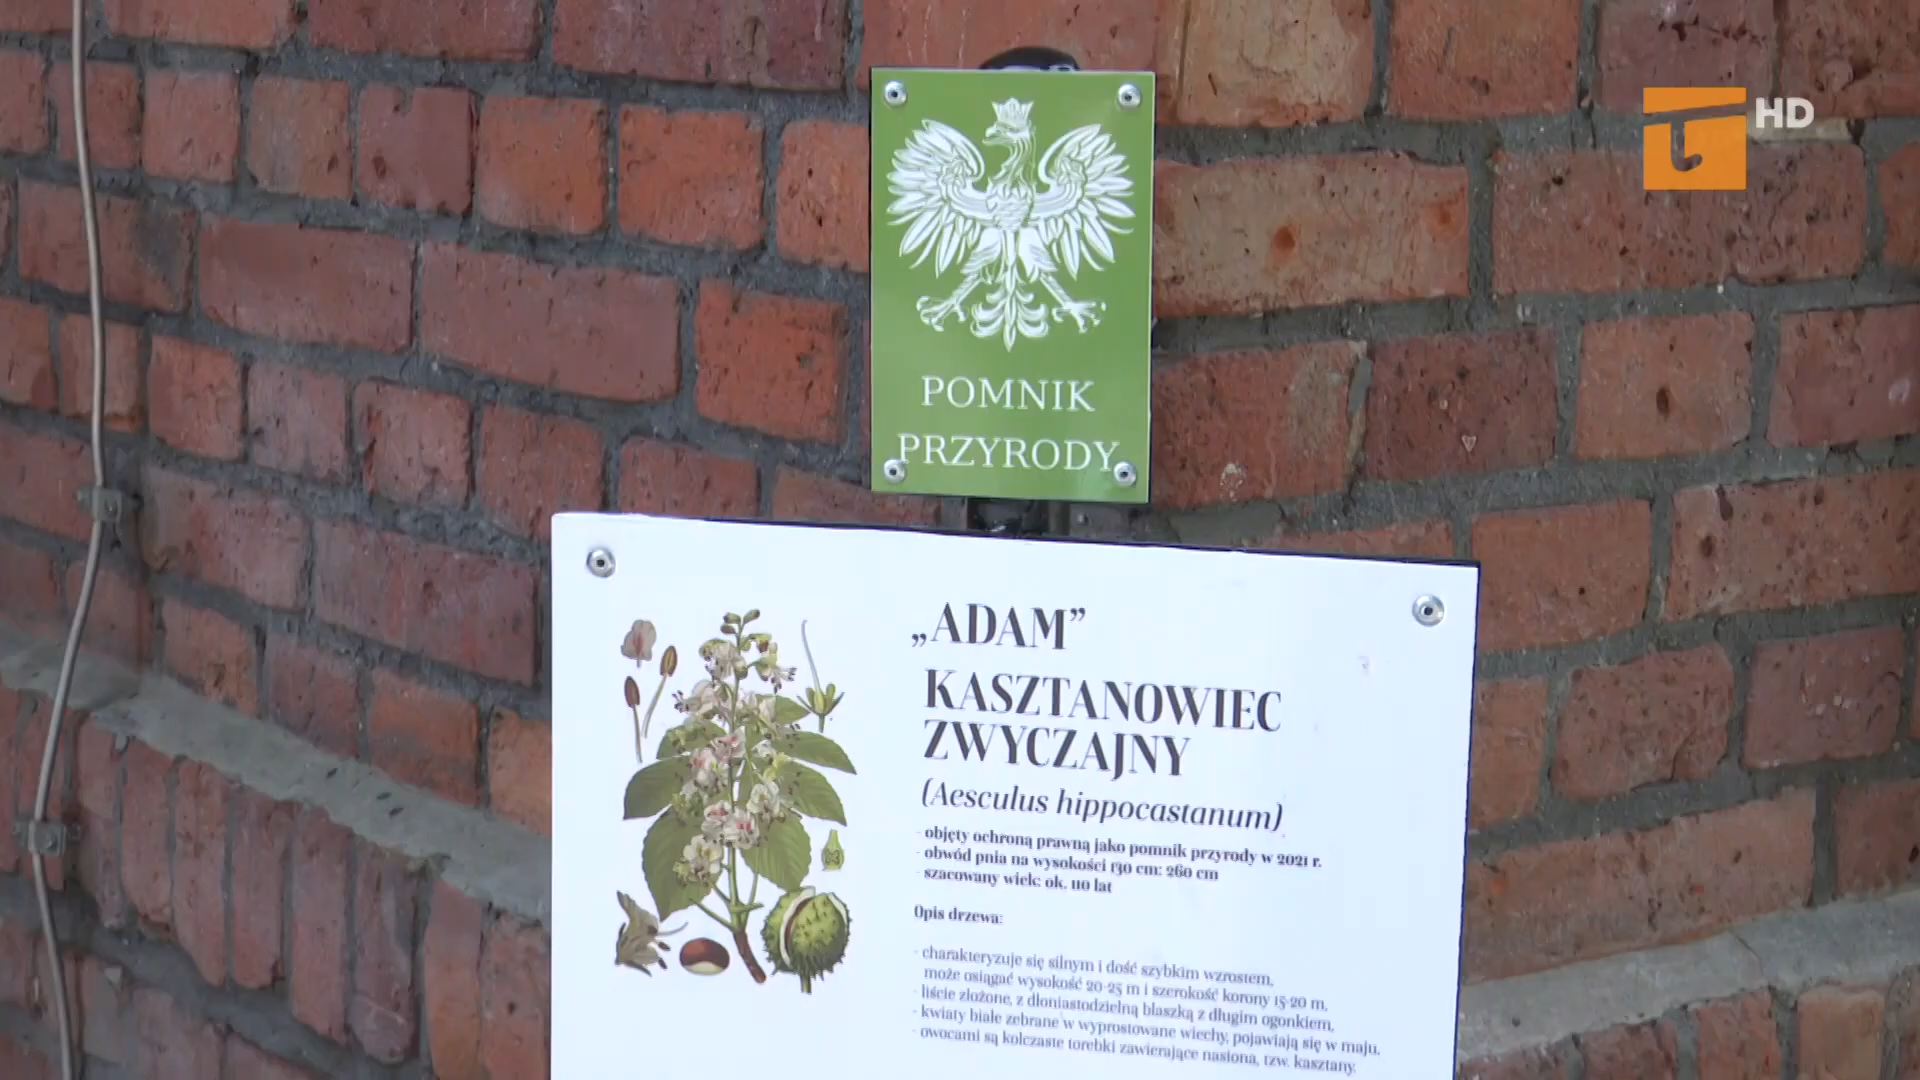 HD
POMNIK
PRZYRODY
„ADAM”
KASZTANOWIEC
ZWYCZAJNY
(Aesculus hippocastanum)
- objęty ochroną prawną jako pomnik przyrody w 2021 r.
- obwód pnia na wysokości 130 cm: 260 cm
- szacowany wiek: ok. 110 lat
Opis drzewa:
- charakteryzuje się silnym i dość szybkim wzrostem,
może osiągać wysokość 20-25 m i szerokość korony 15-20 m,
- liście złożone, z dłoniastodzielną blaszką z długim ogonkiem,
- kwiaty białe zebrane w wyprostowane wiechy, pojawiają się w maju,
- owocami są kolczaste torebki zawierające nasiona, tzw. kasztany.